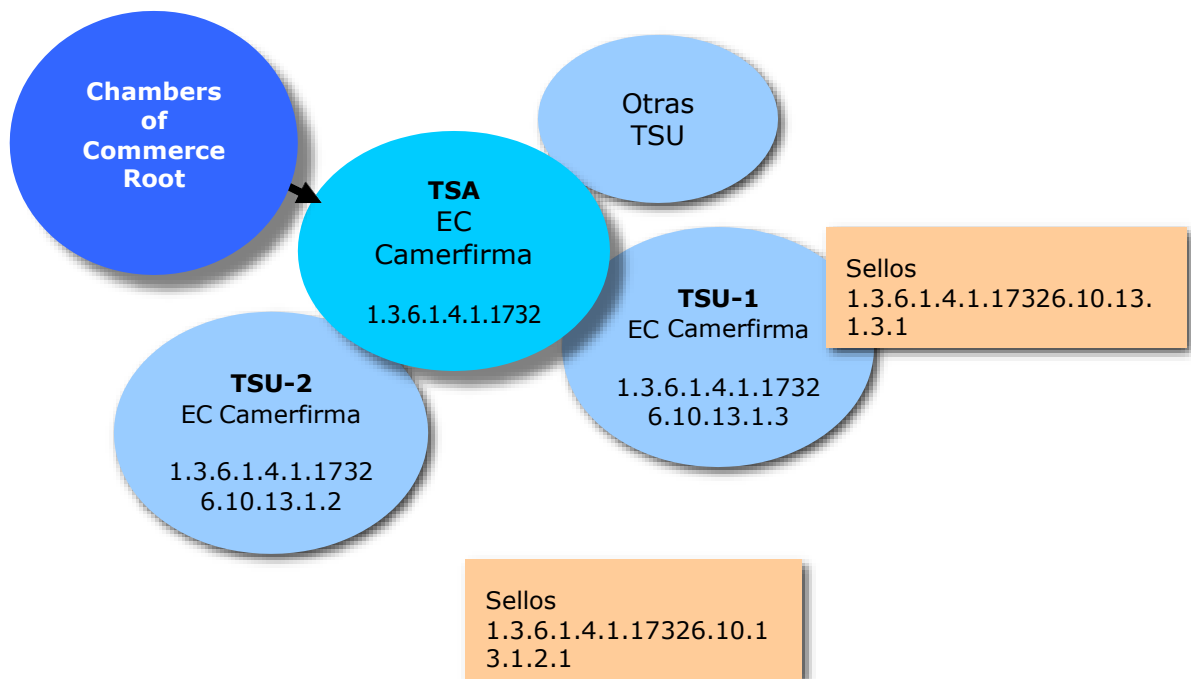 Chambers
of
Commerce
Root
Otras
TSU
TSA
EC
Camerfirma
1.3.6.1.4.1.1732
Sellos
1.3.6.1.4.1.17326.10.13.
1.3.1
TSU-1
EC Camerfirma
1.3.6.1.4.1.1732
6.10.13.1.3
TSU-2
EC Camerfirma
1.3.6.1.4.1.1732
6.10.13.1.2
Sellos
1.3.6.1.4.1.17326.10.1
3.1.2.1